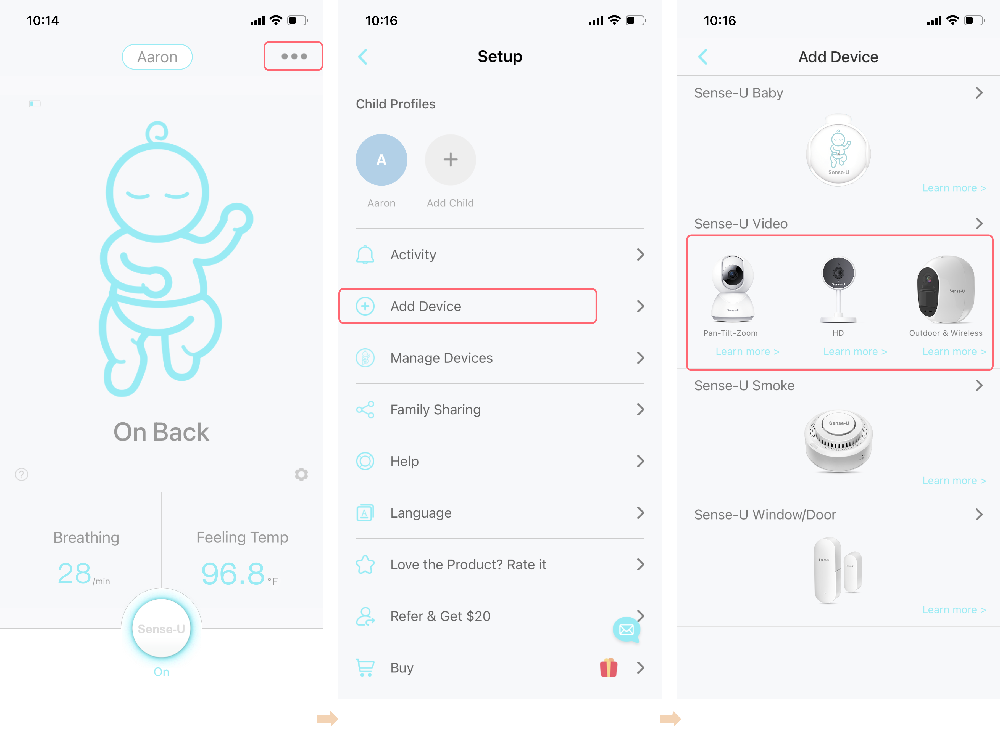 10:14
Aaron
On Back
?
Breathing
Feeling Temp
28/min
96.8°F
Sense-U
On
10:16
Setup
Child Profiles
A
Aaron
Add Child
Activity
Add Device
Manage Devices
Family Sharing
Help
A
Language
Love the Product? Rate it
Refer & Get $20
Buy
10:16
Add Device
Sense-U Baby
Sense-U
Learn more >
Sense-U Video
Sense-U
Sense-U
Sense-U
Pan-Tilt-Zoom
HD
Outdoor & Wireless
Learn more >
Learn more >
Learn more >
Sense-U Smoke
Sense-U
Learn more >
Sense-U Window/Door
Sense-U
Sense-U
Learn more >